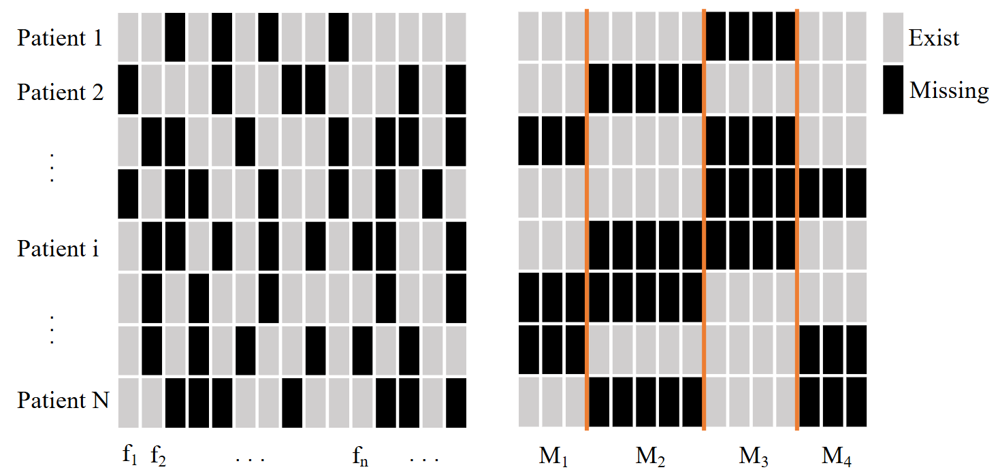 Patient 1
Patient 2
⋮
Patient i
⋮
Patient N
f₁ f₂ . . . fₙ . . .
M₁ M₂ M₃ M₄
Exist
Missing